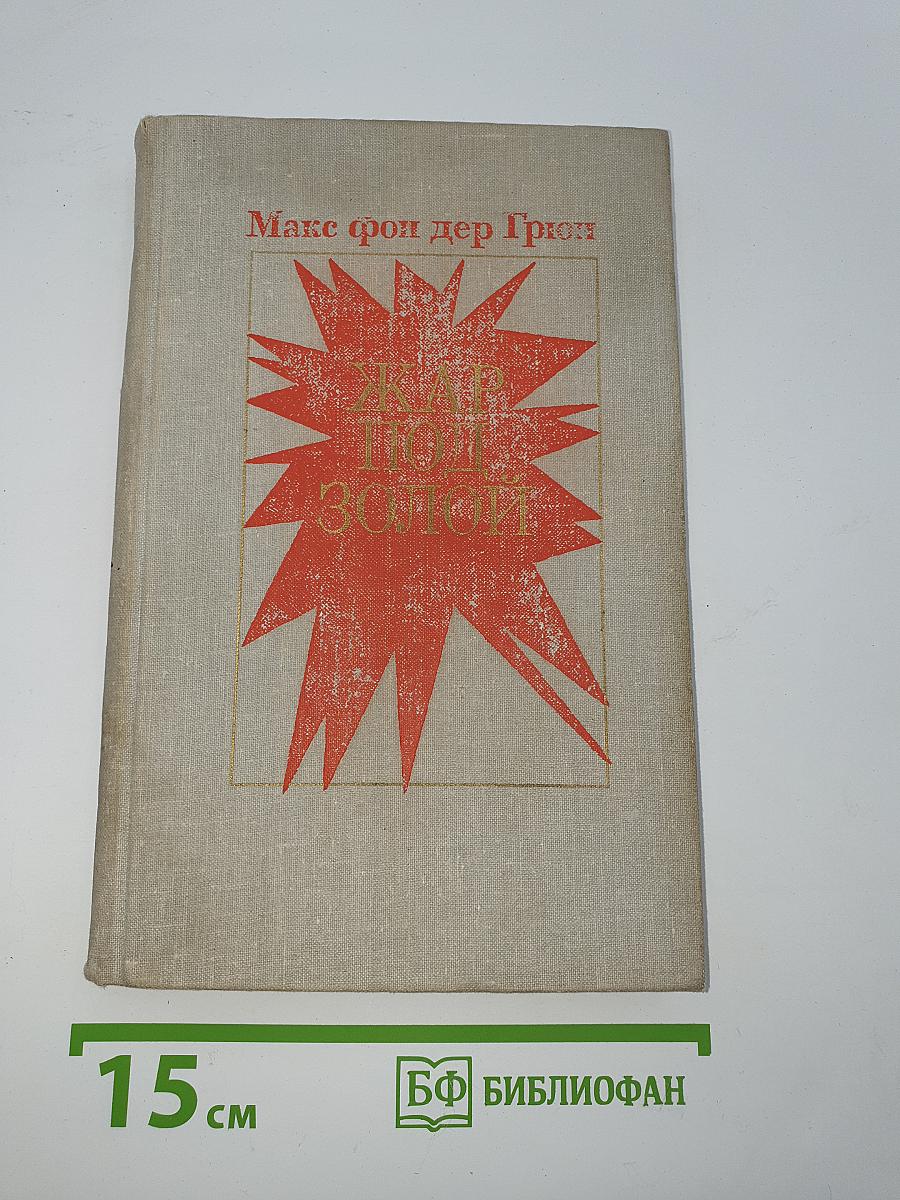 Макс фон дер Грюн
ЖАР
ПОД
ЗОЛОЙ
15 см
БФ БИБЛИОФАН